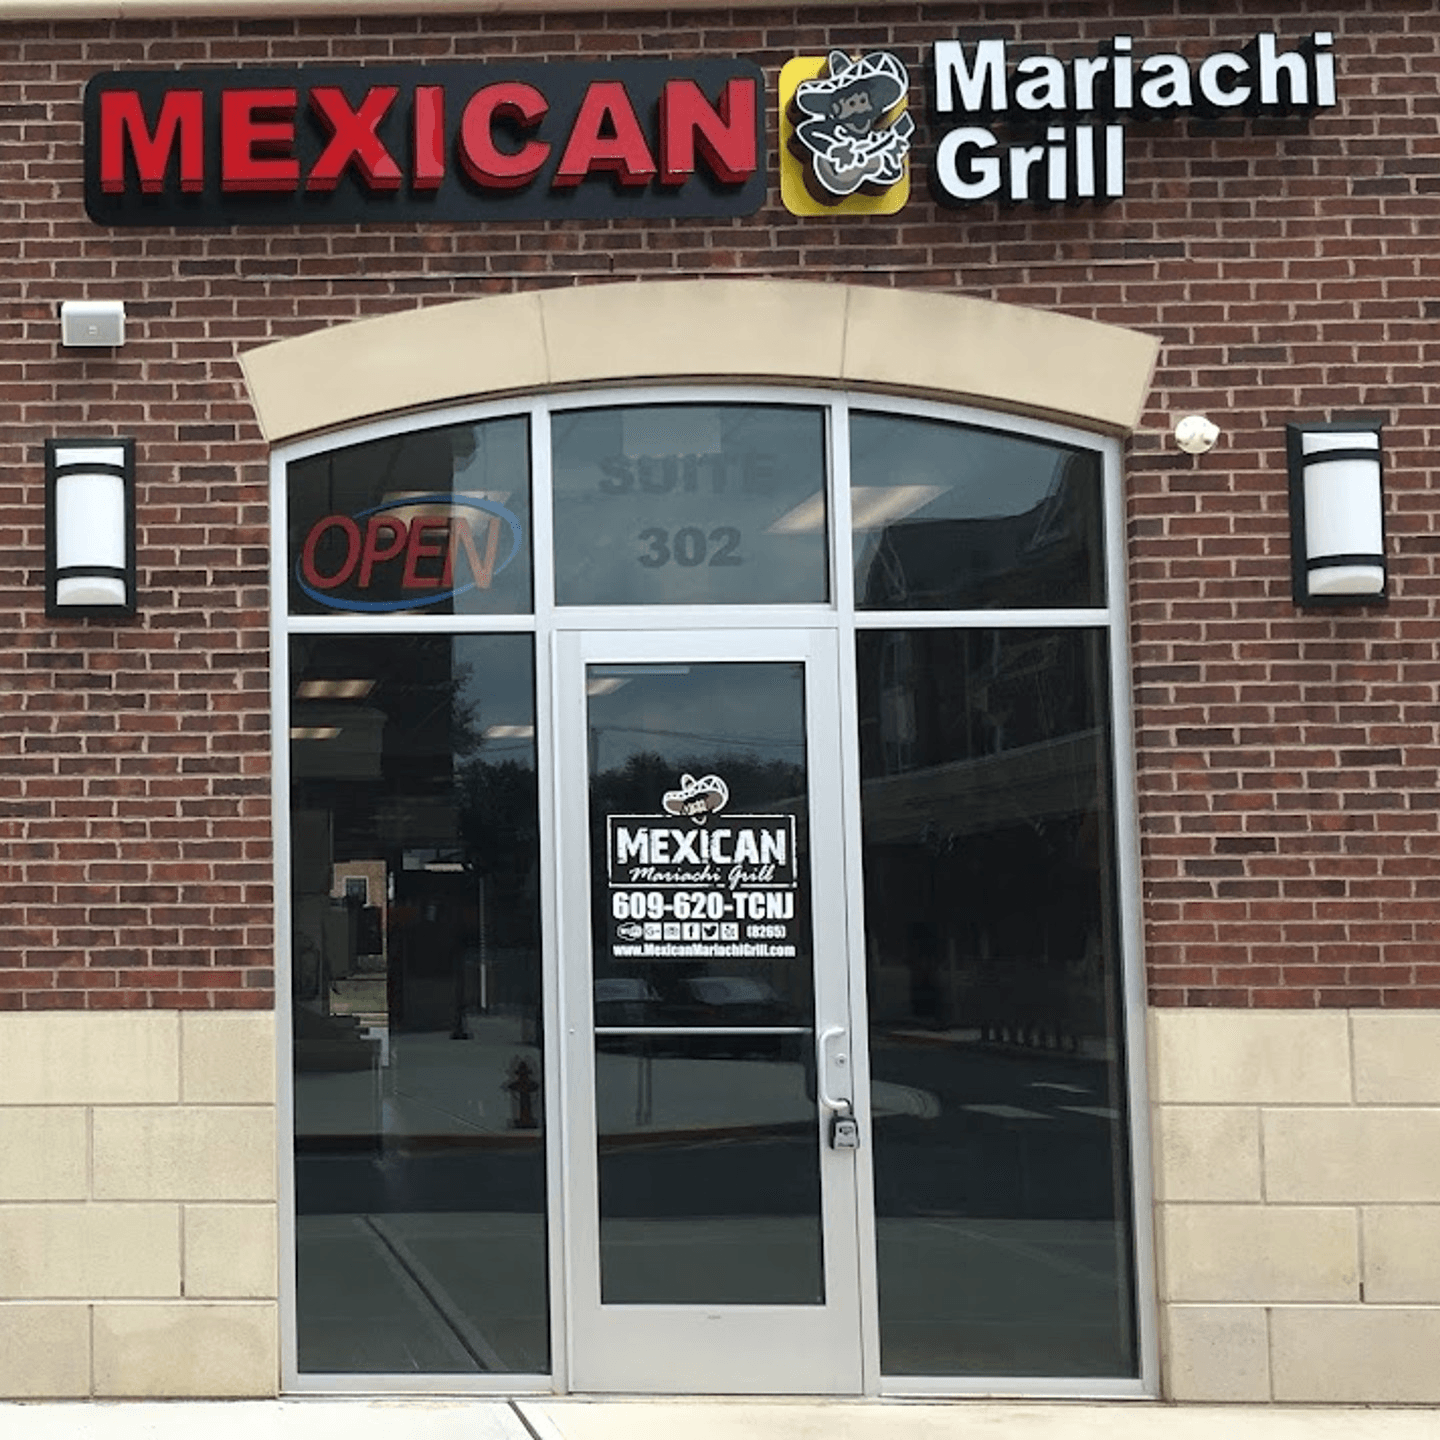 MEXICAN
Mariachi
Grill
OPEN
SUITE
302
MEXICAN
Mariachi Grill
609-620-TCNJ
(8265)
www.MexicanMariachiGrill.com